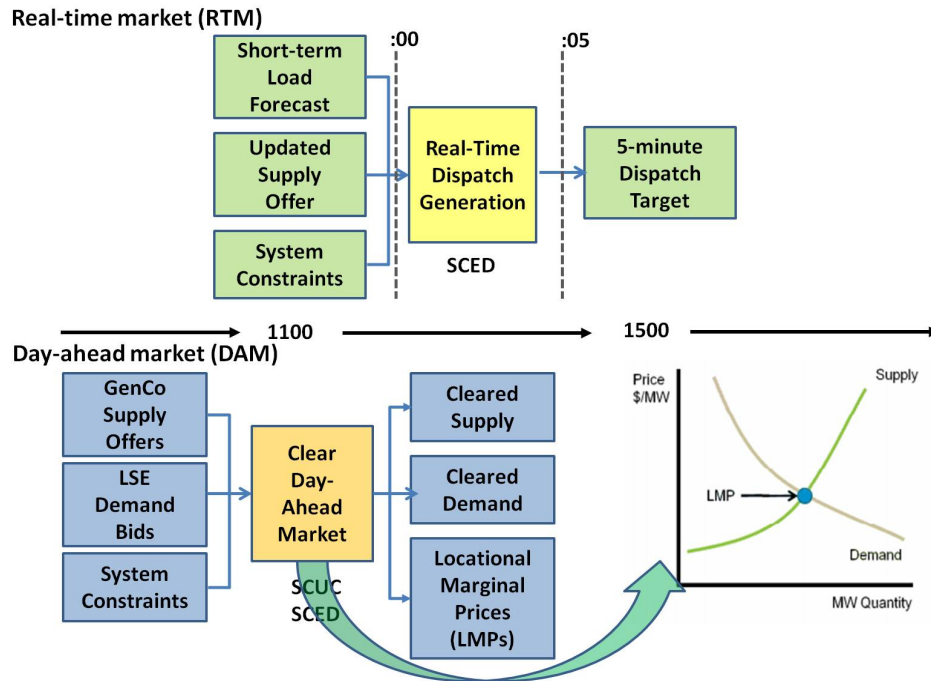 Real-time market (RTM)
:00
:05
Short-term
Load
Forecast
Updated
Supply
Offer
System
Constraints
Real-Time
Dispatch
Generation
SCED
5-minute
Dispatch
Target
1100
1500
Day-ahead market (DAM)
GenCo
Supply
Offers
LSE
Demand
Bids
System
Constraints
Clear
Day-
Ahead
Market
SCUC
SCED
Cleared
Supply
Cleared
Demand
Locational
Marginal
Prices
(LMPs)
Price
$/MW
Supply
LMP
Demand
MW Quantity